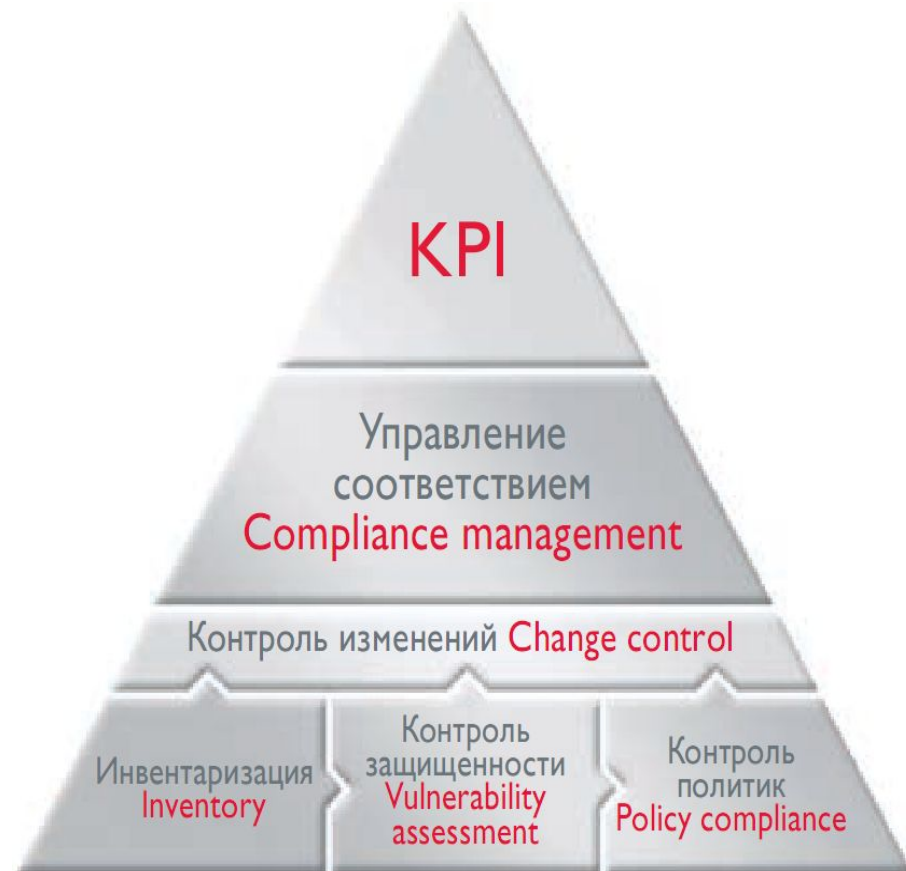 KPI
Управление
соответствием
Compliance management
Контроль изменений Change control
Инвентаризация
Inventory
Контроль
защищенности
Vulnerability
assessment
Контроль
политик
Policy compliance